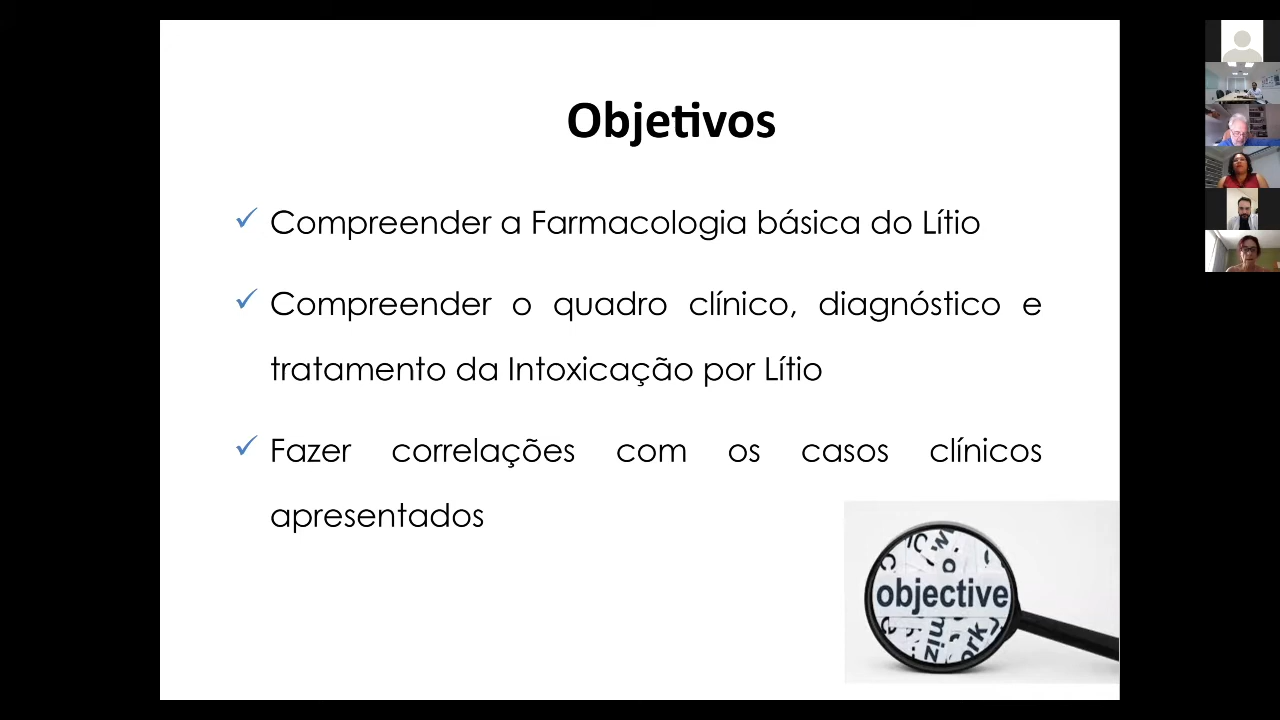 Objetivos
Compreender a Farmacologia básica do Lítio
Compreender o quadro clínico, diagnóstico e
tratamento da Intoxicação por Lítio
Fazer correlações com os casos clínicos
apresentados
objective